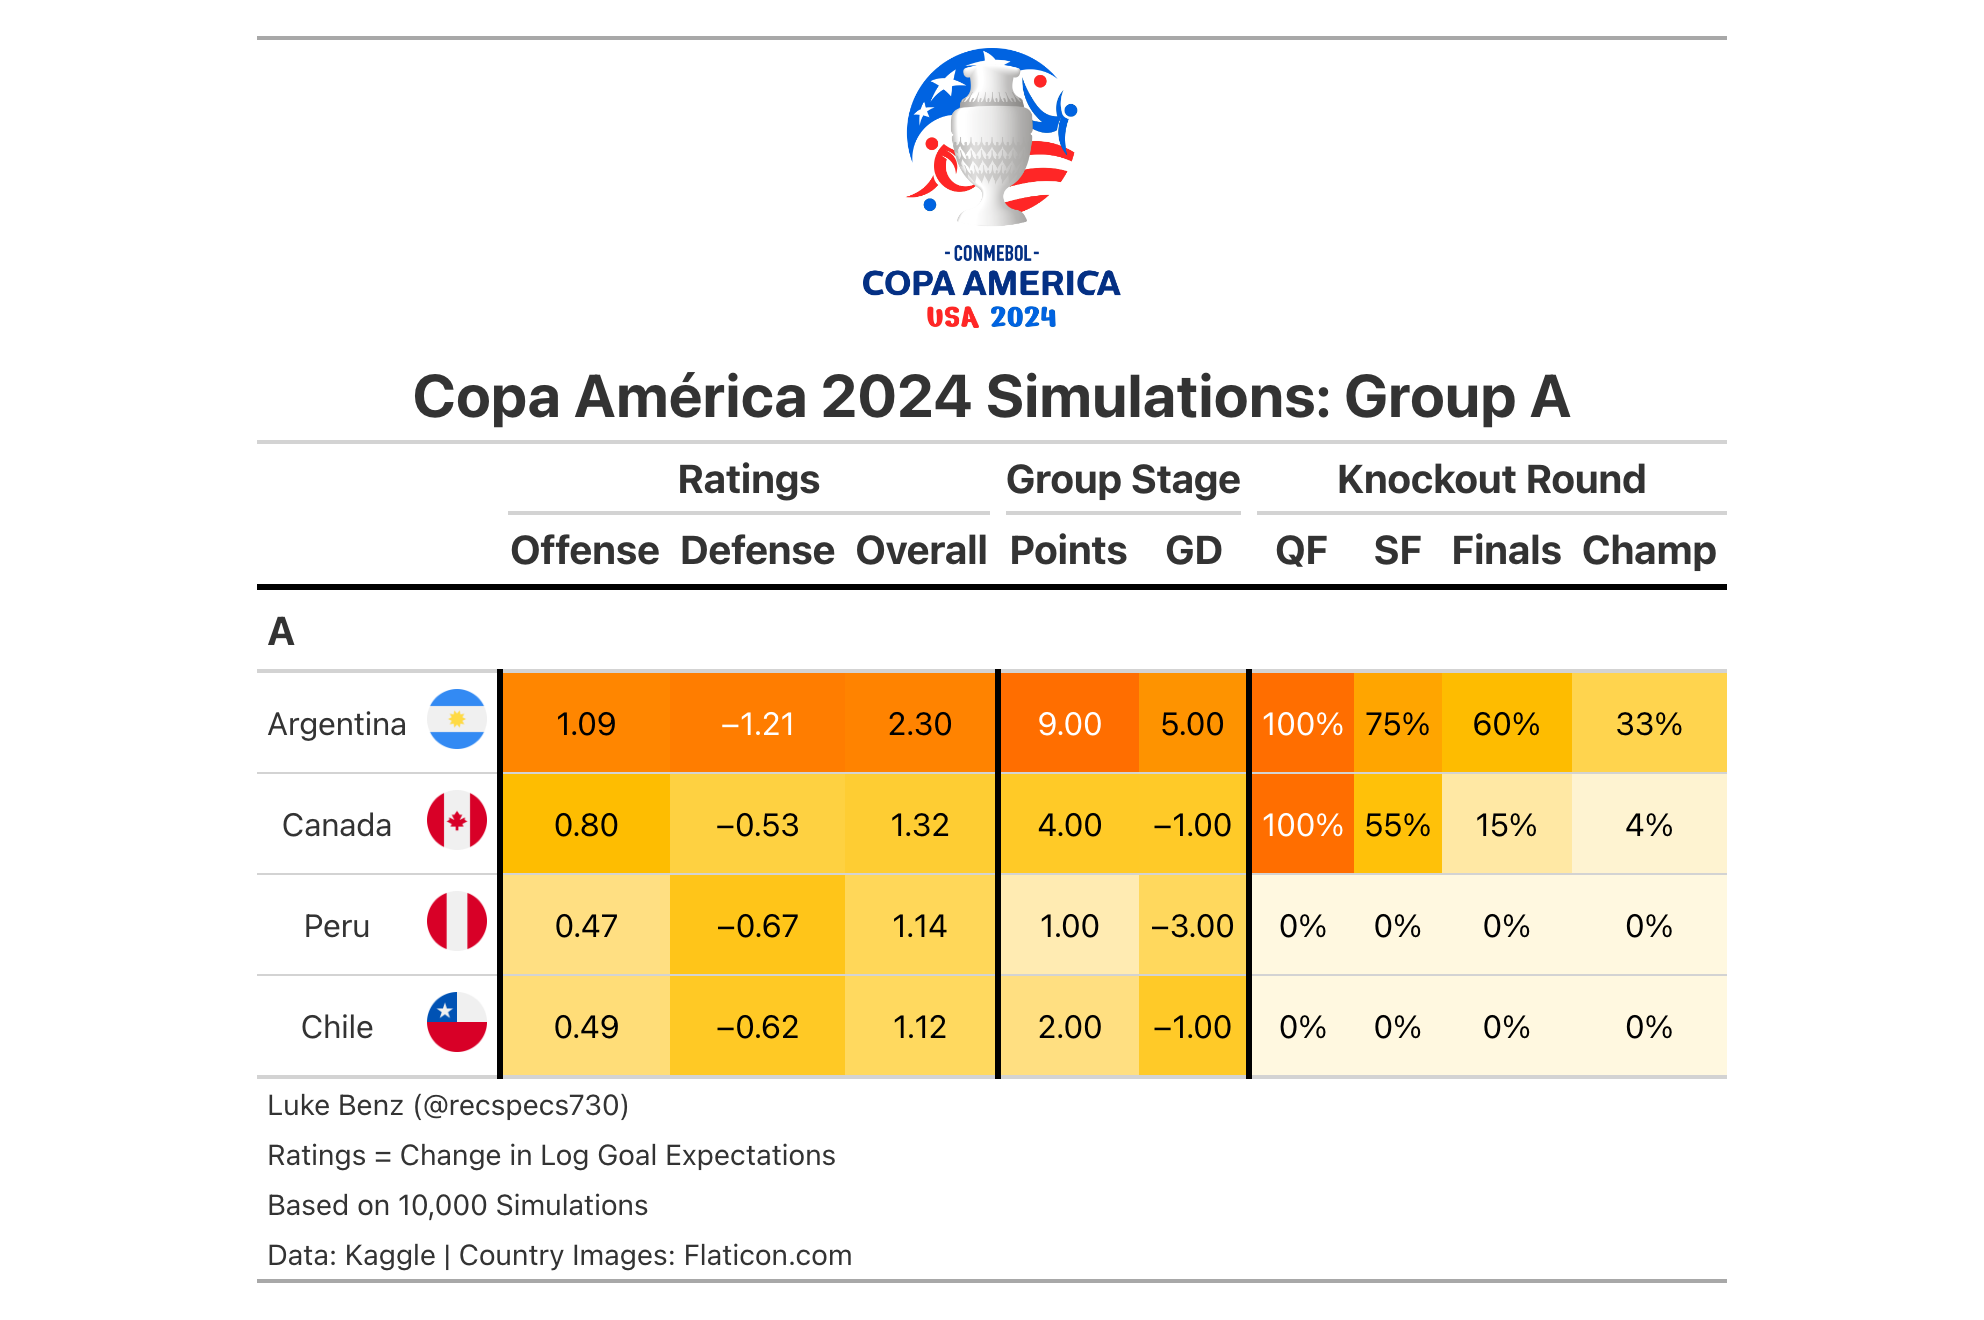 - CONMEBOL -
COPA AMERICA
USA 2024
Copa América 2024 Simulations: Group A
Ratings Group Stage Knockout Round
Offense Defense Overall Points GD QF SF Finals Champ
A
Argentina 1.09 −1.21 2.30 9.00 5.00 100% 75% 60% 33%
Canada 0.80 −0.53 1.32 4.00 −1.00 100% 55% 15% 4%
Peru 0.47 −0.67 1.14 1.00 −3.00 0% 0% 0% 0%
Chile 0.49 −0.62 1.12 2.00 −1.00 0% 0% 0% 0%
Luke Benz (@recspecs730)
Ratings = Change in Log Goal Expectations
Based on 10,000 Simulations
Data: Kaggle | Country Images: Flaticon.com